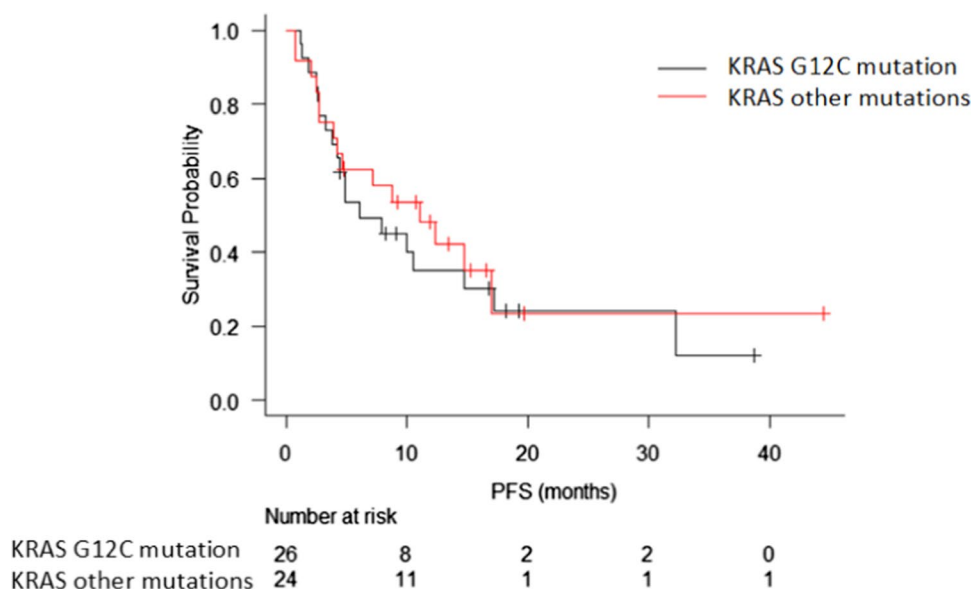 KRAS G12C mutation
KRAS other mutations
Survival Probability
1.0
0.8
0.6
0.4
0.2
0.0
0 10 20 30 40
PFS (months)
Number at risk
KRAS G12C mutation 26 8 2 2 0
KRAS other mutations 24 11 1 1 1